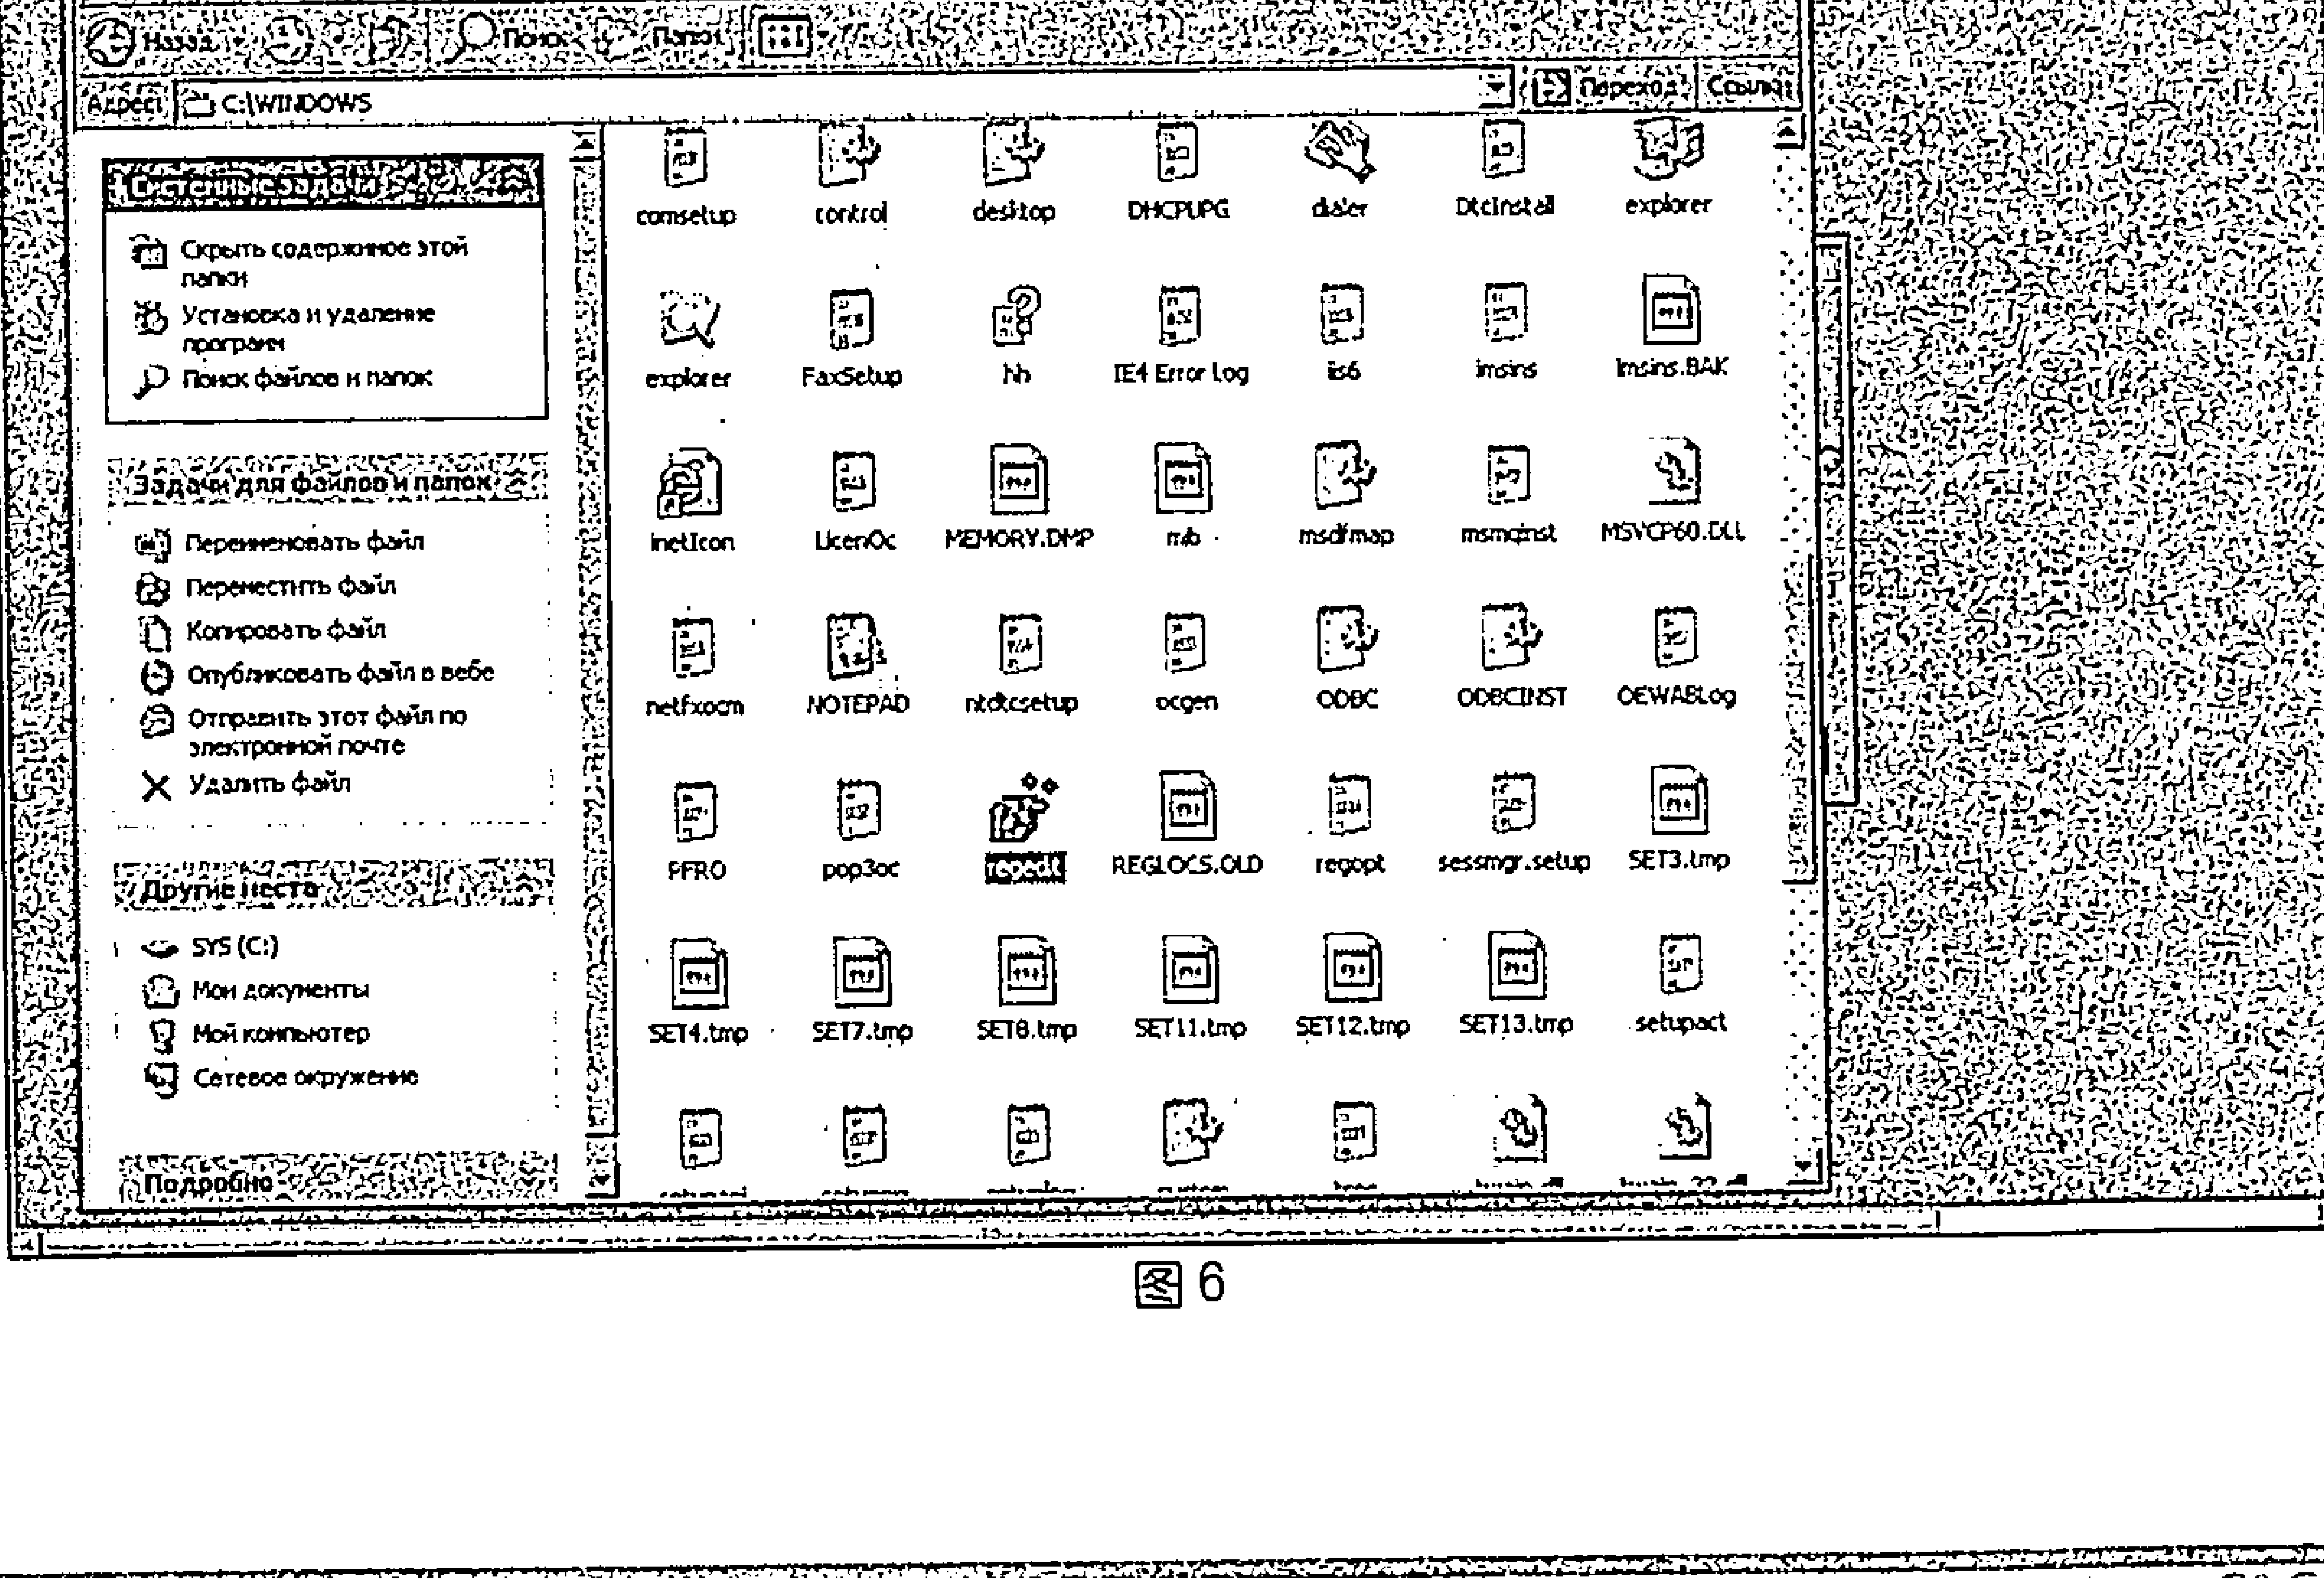 Назад Поиск Папки
Адрес: C:\WINDOWS Переход Ссылки
Системные задачи
Скрыть содержимое этой
папки
Установка и удаление
программ
Поиск файлов и папок
Задачи для файлов и папок
Переименовать файл
Переместить файл
Копировать файл
Опубликовать файл в вебе
Отправить этот файл по
электронной почте
Удалить файл
Другие места
SYS (C:)
Мои документы
Мой компьютер
Сетевое окружение
Подробно
comsetup control desktop DHCPUPG dialer DtcInstall explorer
explorer FaxSetup hh IE4 Error Log iis6 imsins imsins.BAK
inetIcon LicenOc MEMORY.DMP mib msdfmap msmqinst MSVCP60.DLL
netfxocm NOTEPAD ntdtcsetup ocgen ODBC ODBCINST OEWABLog
PFRO pop3oc regedit REGLOCS.OLD regopt sessmgr.setup SET3.tmp
SET4.tmp SET7.tmp SET8.tmp SET11.tmp SET12.tmp SET13.tmp setupact
图 6